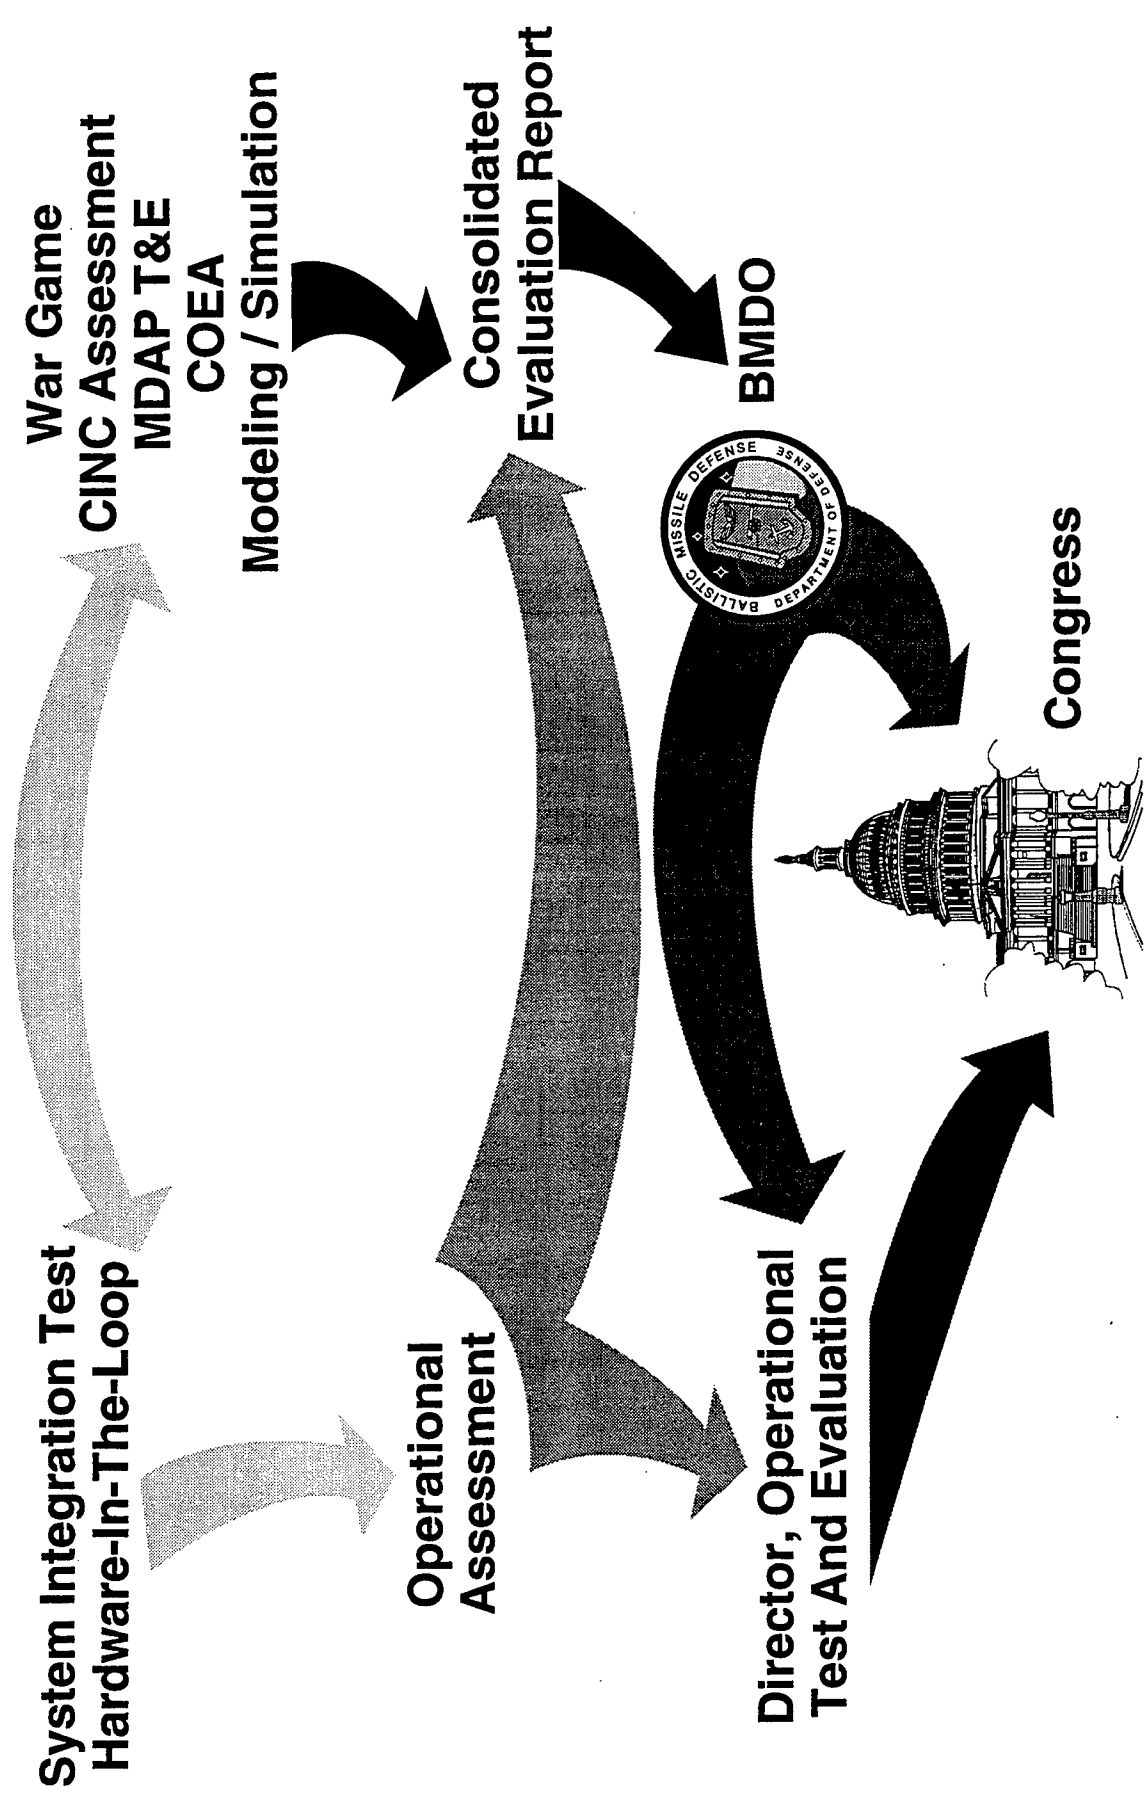 System Integration Test
Hardware-In-The-Loop
War Game
CINC Assessment
MDAP T&E
COEA
Modeling / Simulation
Operational
Assessment
Consolidated
Evaluation Report
Director, Operational
Test And Evaluation
BALLISTIC MISSILE DEFENSE
DEPARTMENT OF DEFENSE
BMDO
Congress